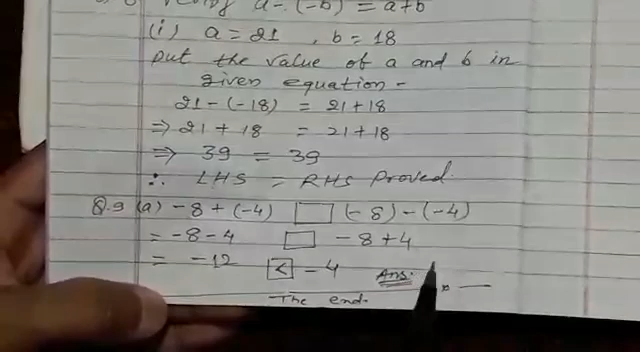 Verify a-(-b) = a+b
(i) a = 21 , b = 18
put the value of a and b in
given equation -
21-(-18) = 21+18
⇒ 21 + 18 = 21+18
⇒ 39 = 39
∴ LHS = RHS Proved.
Q.9 (a) -8 + (-4) □ (-8)-(-4)
= -8-4 □ -8+4
= -12 [<] -4 Ans.
The end.